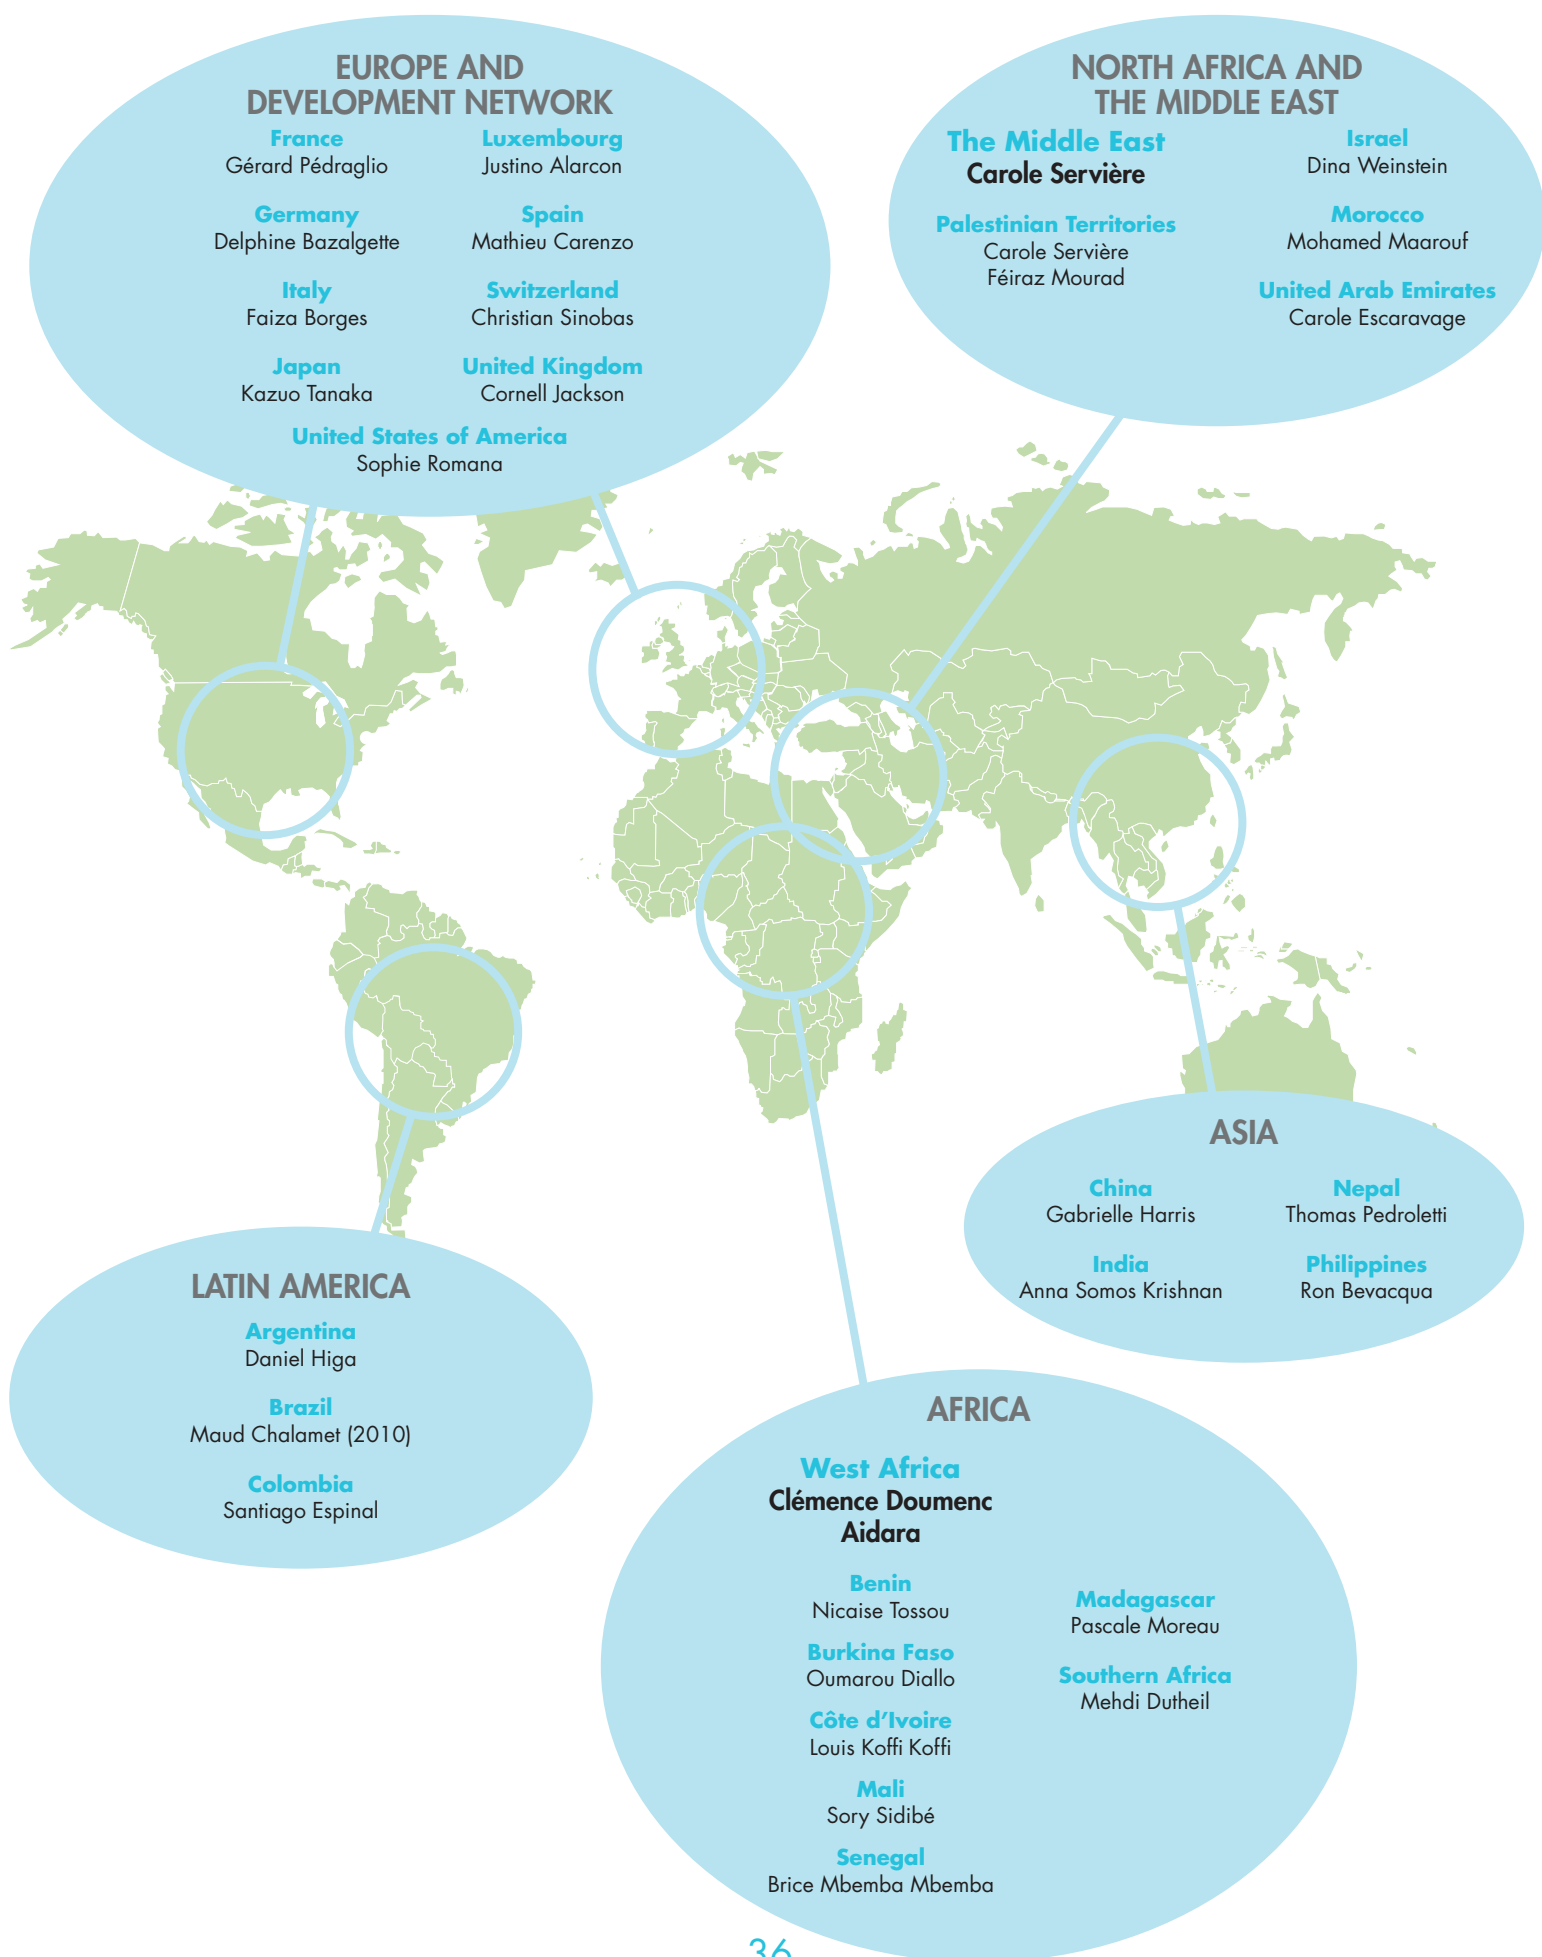 EUROPE AND
DEVELOPMENT NETWORK
France
Gérard Pédraglio
Luxembourg
Justino Alarcon
Germany
Delphine Bazalgette
Spain
Mathieu Carenzo
Italy
Faiza Borges
Switzerland
Christian Sinobas
Japan
Kazuo Tanaka
United Kingdom
Cornell Jackson
United States of America
Sophie Romana
NORTH AFRICA AND
THE MIDDLE EAST
The Middle East
Carole Servière
Palestinian Territories
Carole Servière
Féiraz Mourad
Israel
Dina Weinstein
Morocco
Mohamed Maarouf
United Arab Emirates
Carole Escaravage
ASIA
China
Gabrielle Harris
Nepal
Thomas Pedroletti
India
Anna Somos Krishnan
Philippines
Ron Bevacqua
LATIN AMERICA
Argentina
Daniel Higa
Brazil
Maud Chalamet (2010)
Colombia
Santiago Espinal
AFRICA
West Africa
Clémence Doumenc
Aidara
Benin
Nicaise Tossou
Burkina Faso
Oumarou Diallo
Côte d’Ivoire
Louis Koffi Koffi
Mali
Sory Sidibé
Senegal
Brice Mbemba Mbemba
Madagascar
Pascale Moreau
Southern Africa
Mehdi Dutheil
36